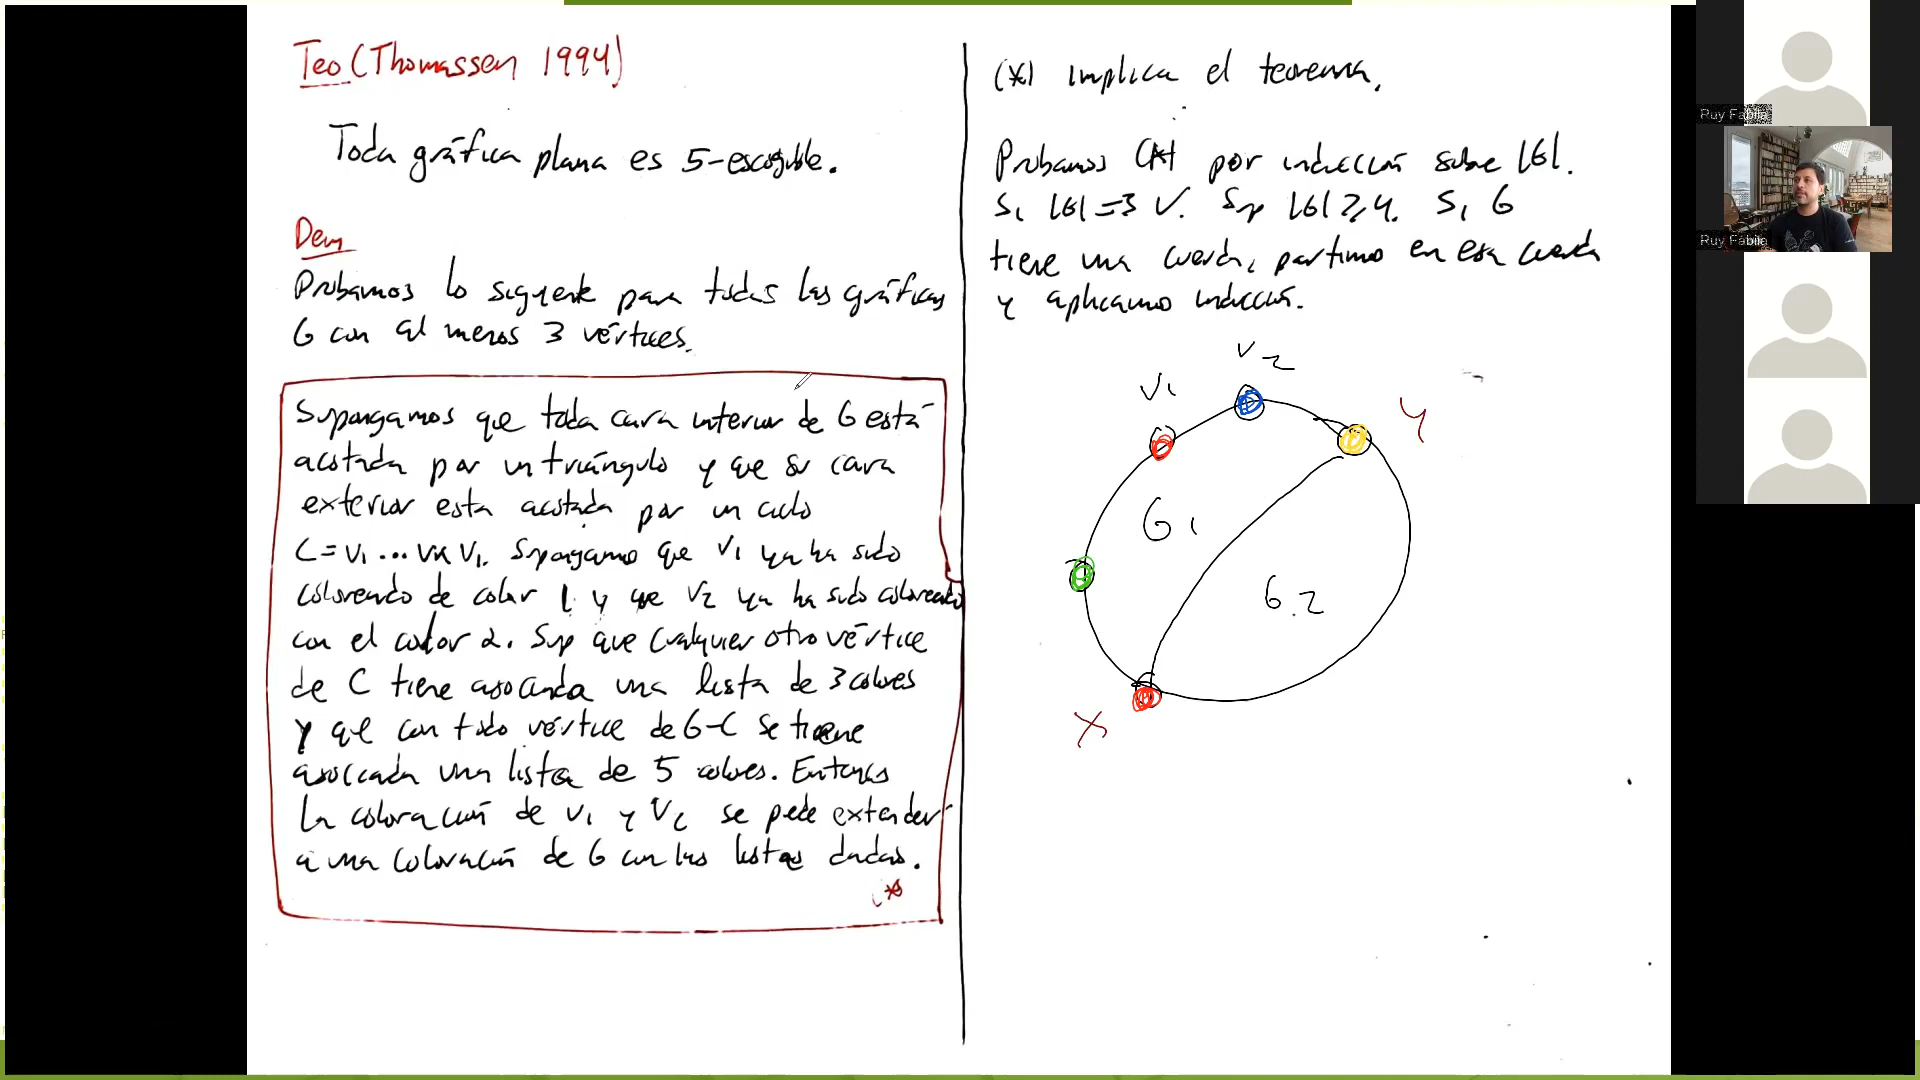 Teo (Thomassen 1994)
Toda gráfica plana es 5-escogible.
Dem
Probamos lo siguiente para todas las gráficas
G con al menos 3 vértices.
Supongamos que toda cara interior de G está
acotada por un triángulo y que su cara
exterior esta acotada por un ciclo
C = v1 ... vk v1. Supongamo que v1 ya ha sido
coloreado de color 1 y que v2 ya ha sido coloreado
con el color 2. Sup que cualquier otro vértice
de C tiene asociada una lista de 3 colores
y que con todo vértice de G-C se tiene
asociada una lista de 5 colores. Entonces
la coloración de v1 y v2 se puede extender
a una coloración de G con las listas dadas.
(*
(*) implica el teorema.
Probamos (*) por inducción sobre |G|.
Si |G|=3 ✓. Sup |G| ≥ 4. Si G
tiene una cuerda, partimo en esa cuerda
y aplicamo inducción.
v2
v1
y
G1
G2
x
Ruy Fabila
Ruy Fabila